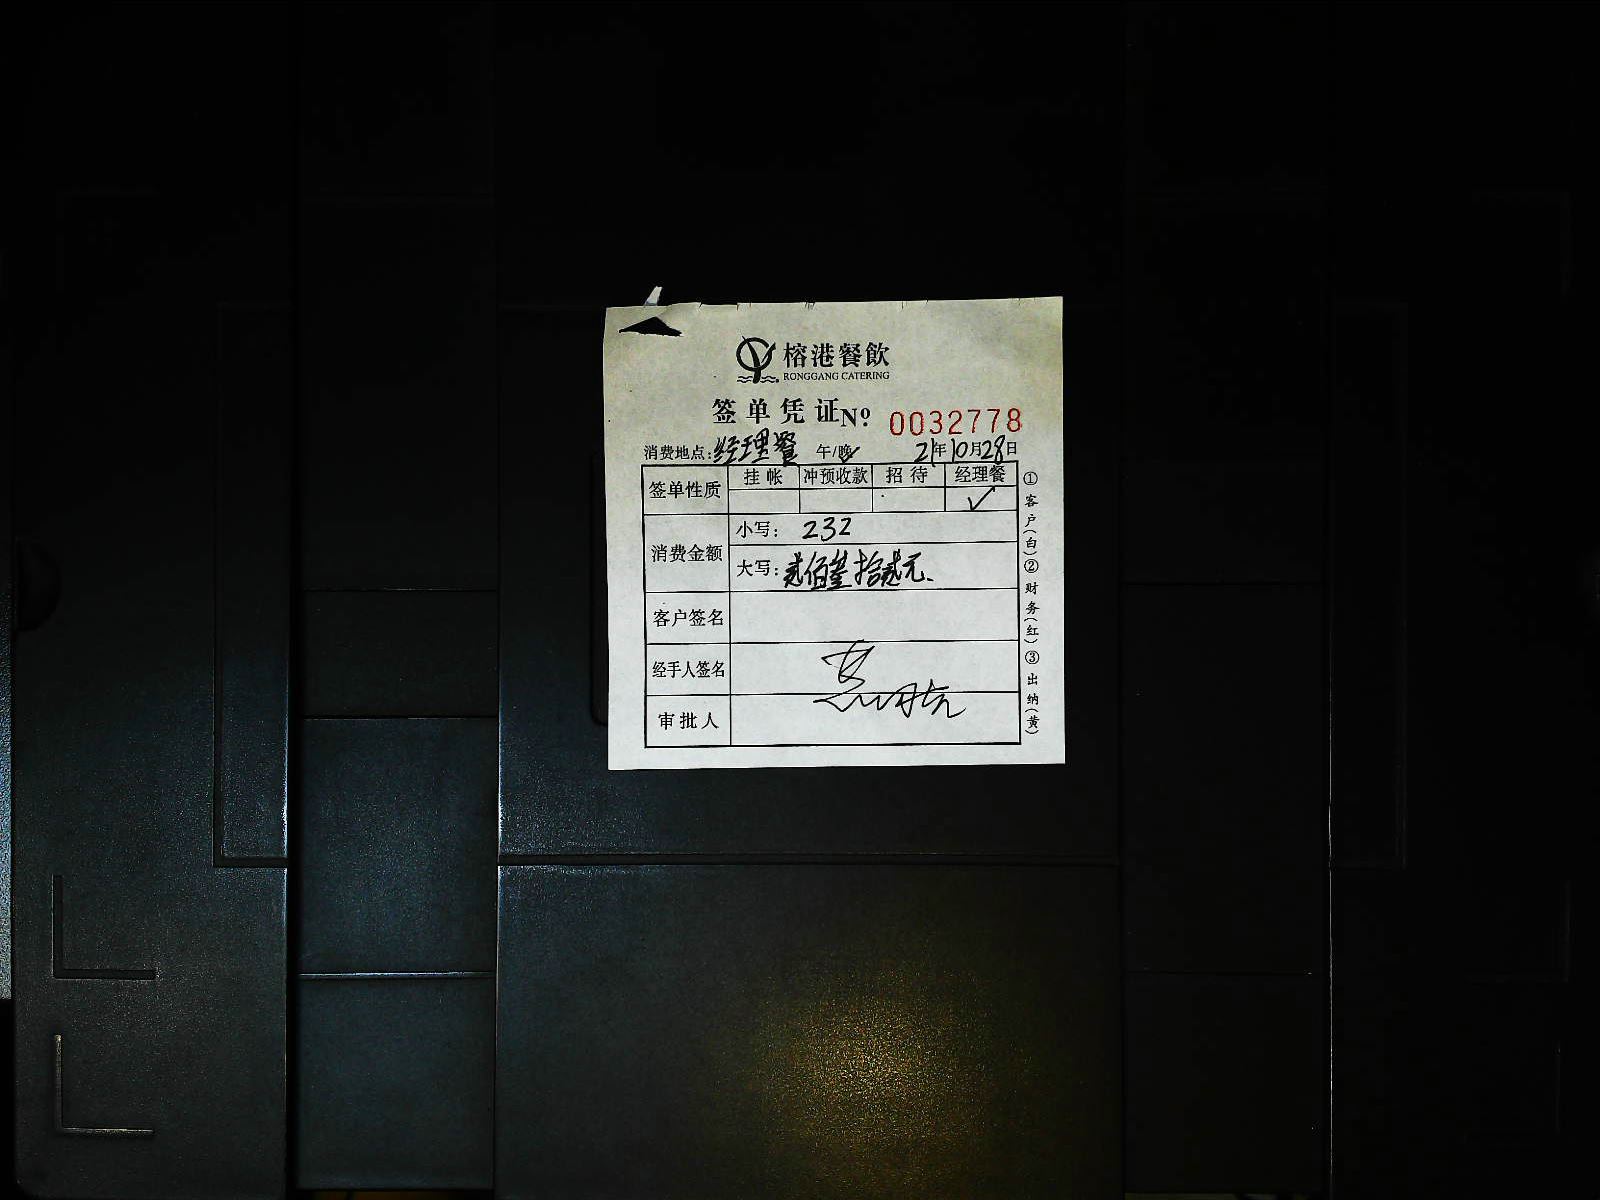 榕港餐飲
RONGGANG CATERING
签单凭证 Nº 0032778
消费地点:经理餐 午/晚 21年10月28日
签单性质 挂帐 冲预收款 招待 经理餐
✓
消费金额 小写: 232
大写: 贰佰叁拾贰元.
客户签名
经手人签名
审批人
①客户(白)②财务(红)③出纳(黄)